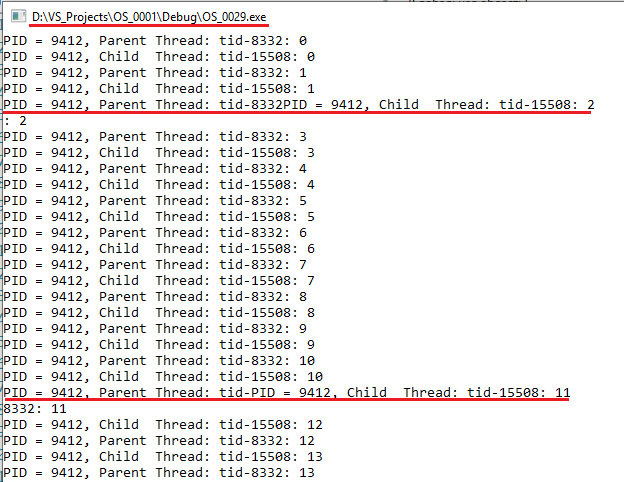 D:\VS_Projects\OS_0001\Debug\OS_0029.exe
PID = 9412, Parent Thread: tid-8332: 0
PID = 9412, Child  Thread: tid-15508: 0
PID = 9412, Parent Thread: tid-8332: 1
PID = 9412, Child  Thread: tid-15508: 1
PID = 9412, Parent Thread: tid-8332PID = 9412, Child  Thread: tid-15508: 2
: 2
PID = 9412, Parent Thread: tid-8332: 3
PID = 9412, Child  Thread: tid-15508: 3
PID = 9412, Parent Thread: tid-8332: 4
PID = 9412, Child  Thread: tid-15508: 4
PID = 9412, Parent Thread: tid-8332: 5
PID = 9412, Child  Thread: tid-15508: 5
PID = 9412, Parent Thread: tid-8332: 6
PID = 9412, Child  Thread: tid-15508: 6
PID = 9412, Parent Thread: tid-8332: 7
PID = 9412, Child  Thread: tid-15508: 7
PID = 9412, Parent Thread: tid-8332: 8
PID = 9412, Child  Thread: tid-15508: 8
PID = 9412, Parent Thread: tid-8332: 9
PID = 9412, Child  Thread: tid-15508: 9
PID = 9412, Parent Thread: tid-8332: 10
PID = 9412, Child  Thread: tid-15508: 10
PID = 9412, Parent Thread: tid-PID = 9412, Child  Thread: tid-15508: 11
8332: 11
PID = 9412, Child  Thread: tid-15508: 12
PID = 9412, Parent Thread: tid-8332: 12
PID = 9412, Child  Thread: tid-15508: 13
PID = 9412, Parent Thread: tid-8332: 13